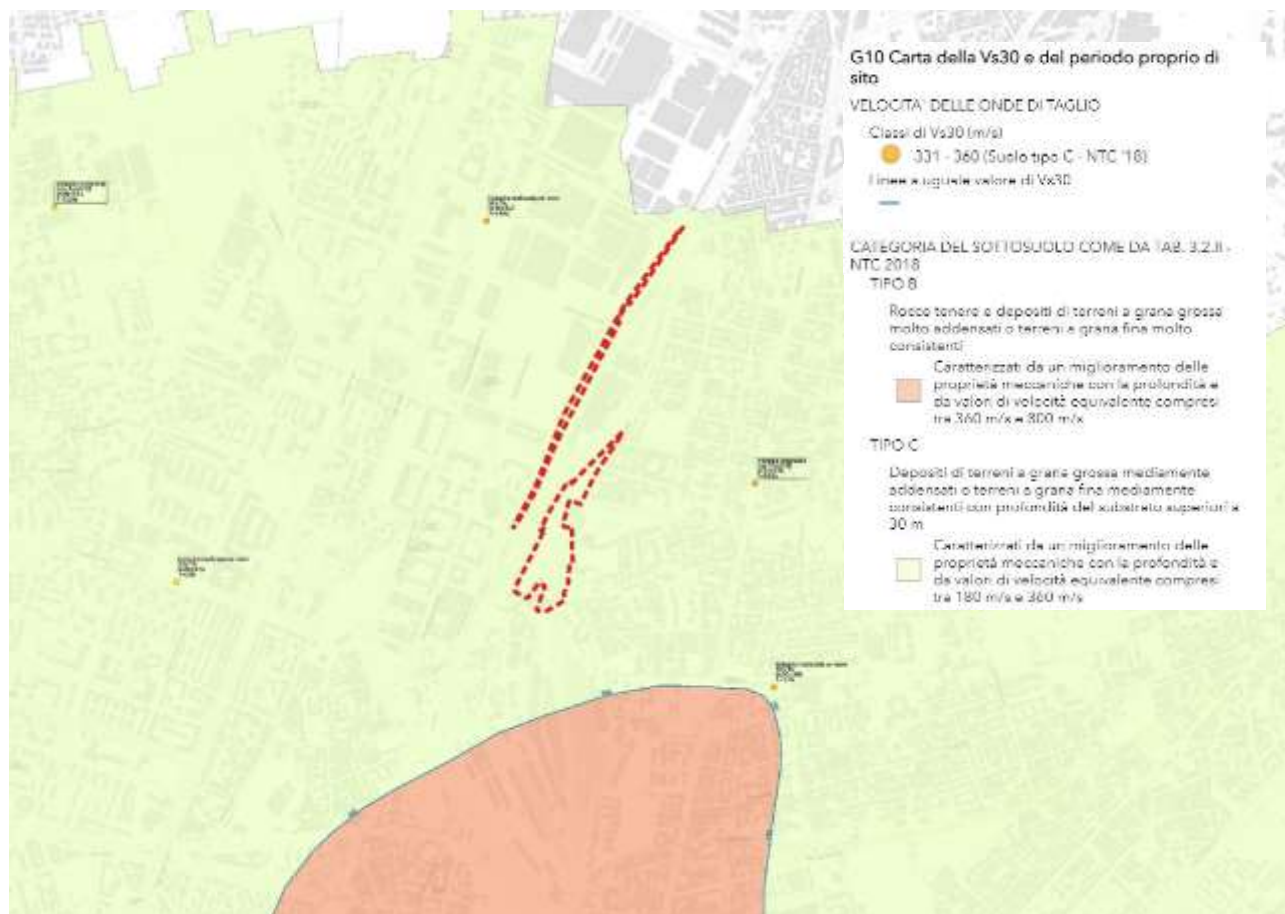 G10 Carta della Vs30 e del periodo proprio di
sito
VELOCITA' DELLE ONDE DI TAGLIO
Classi di Vs30 (m/s)
331 - 360 (Suolo tipo C - NTC '18)
Linee a uguale valore di Vs30
CATEGORIA DEL SOTTOSUOLO COME DA TAB. 3.2.II -
NTC 2018
TIPO B
Rocce tenere e depositi di terreni a grana grossa
molto addensati o terreni a grana fina molto
consistenti
Caratterizzati da un miglioramento delle
proprietà meccaniche con la profondità e
da valori di velocità equivalente compresi
tra 360 m/s e 800 m/s
TIPO C
Depositi di terreni a grana grossa mediamente
addensati o terreni a grana fina mediamente
consistenti con profondità del substrato superiori a
30 m
Caratterizzati da un miglioramento delle
proprietà meccaniche con la profondità e
da valori di velocità equivalente compresi
tra 180 m/s e 360 m/s